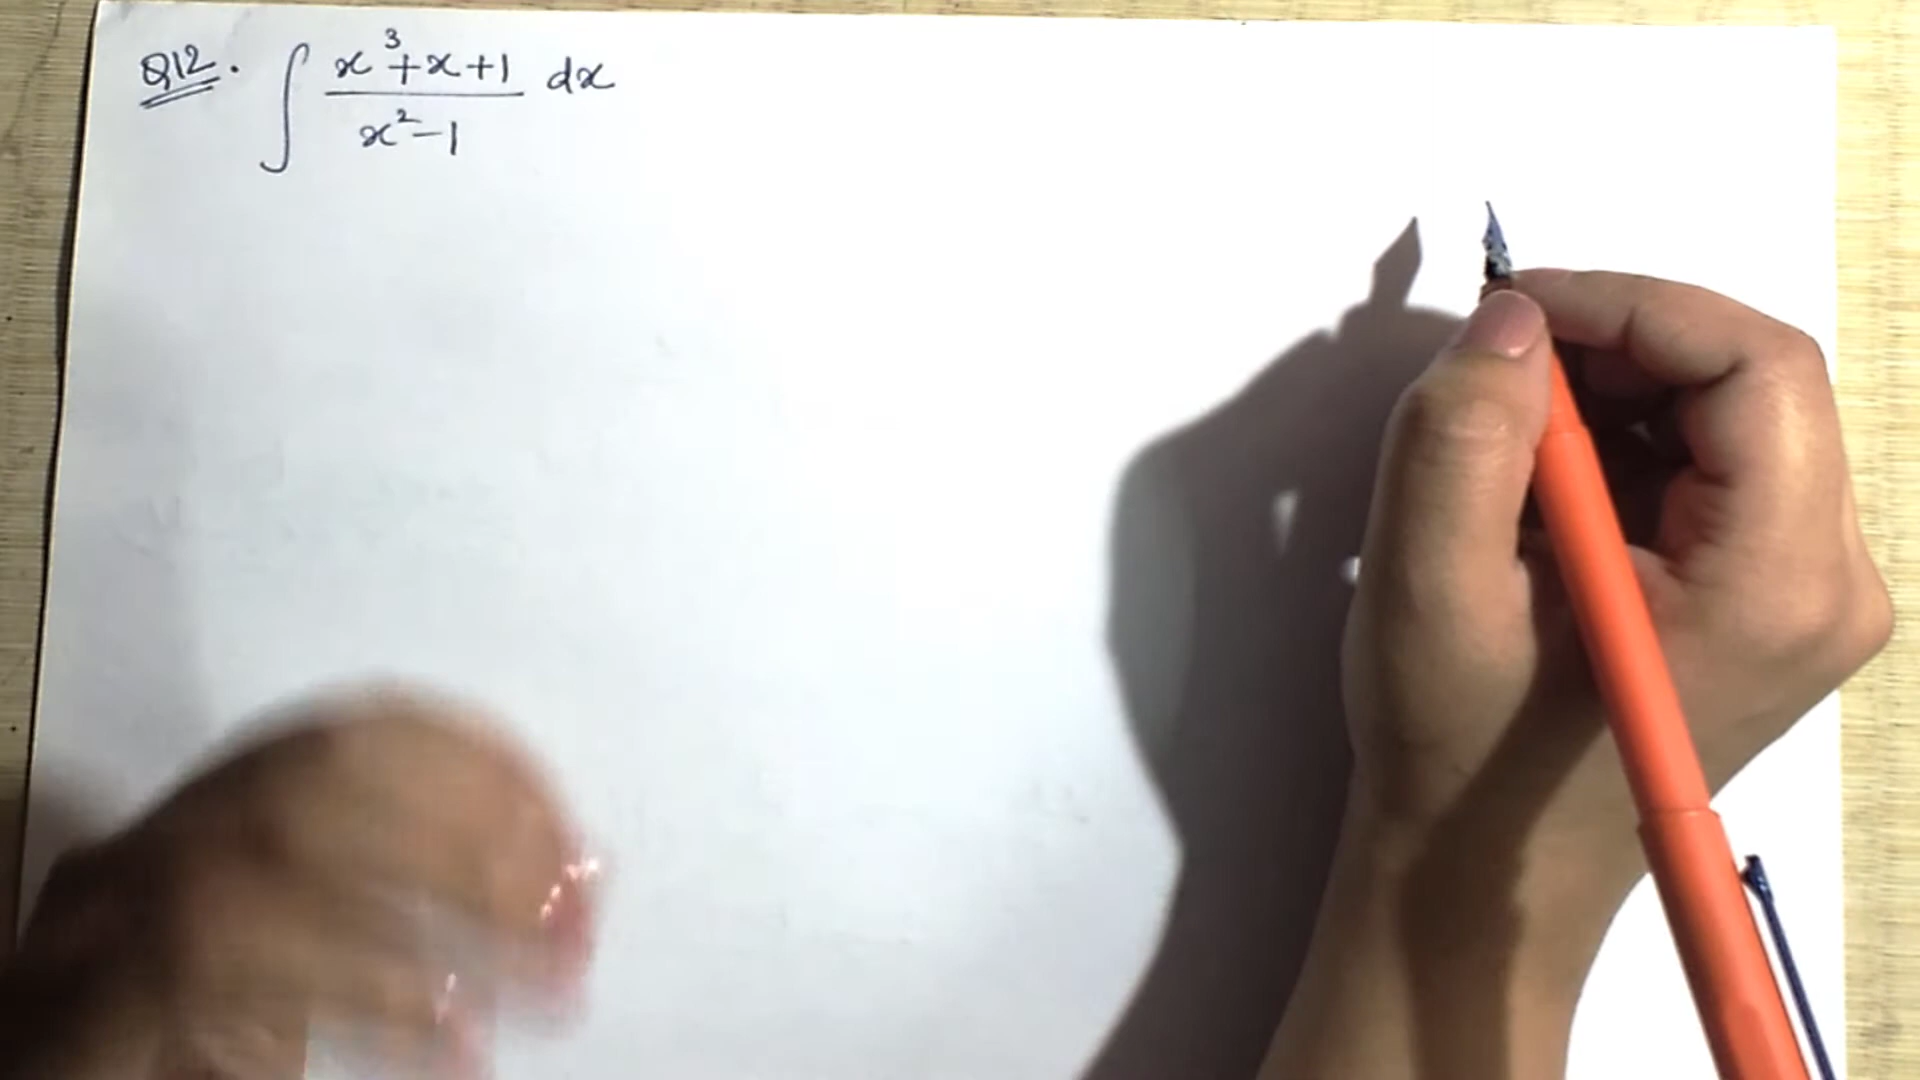 Q12. ∫ x³+x+1 / x²-1 dx